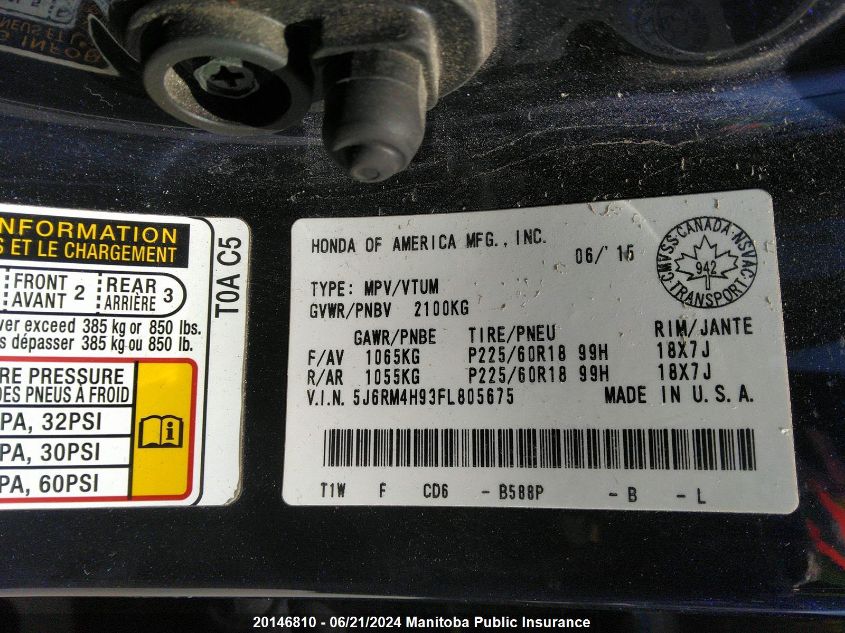 NFORMATION
S ET LE CHARGEMENT
FRONT AVANT 2
REAR ARRIÈRE 3
T0A C5
ver exceed 385 kg or 850 lbs.
s dépasser 385 kg ou 850 lb.
RE PRESSURE
DES PNEUS À FROID
PA, 32PSI
PA, 30PSI
PA, 60PSI
HONDA OF AMERICA MFG., INC.
06/'15
CMVSS-CANADA-NSVAC
942
TRANSPORT
TYPE: MPV/VTUM
GVWR/PNBV 2100KG
GAWR/PNBE TIRE/PNEU RIM/JANTE
F/AV 1065KG P225/60R18 99H 18X7J
R/AR 1055KG P225/60R18 99H 18X7J
V.I.N. 5J6RM4H93FL805675 MADE IN U.S.A.
T1W F CD6 -B588P -B -L
20146810 - 06/21/2024 Manitoba Public Insurance